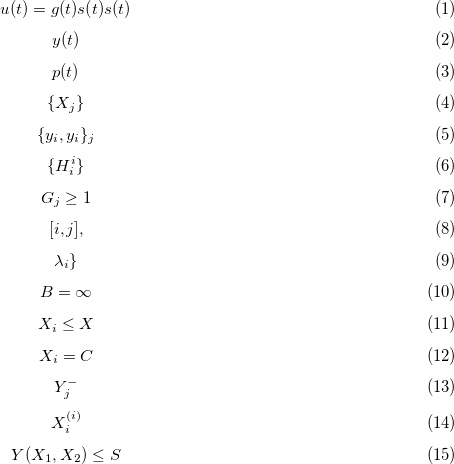 u(t) = g(t)s(t)s(t) (1)
y(t) (2)
p(t) (3)
{X_j} (4)
{y_i, y_i}_j (5)
{H_i^i} (6)
G_j ≥ 1 (7)
[i, j], (8)
λ_i} (9)
B = ∞ (10)
X_i ≤ X (11)
X_i = C (12)
Y_j^− (13)
X_i^{(i)} (14)
Y(X_1, X_2) ≤ S (15)